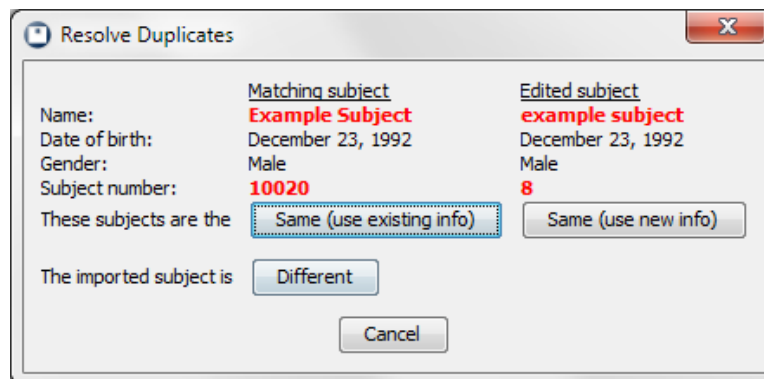 Resolve Duplicates
Matching subject Edited subject
Name: Example Subject example subject
Date of birth: December 23, 1992 December 23, 1992
Gender: Male Male
Subject number: 10020 8
These subjects are the Same (use existing info) Same (use new info)
The imported subject is Different
Cancel